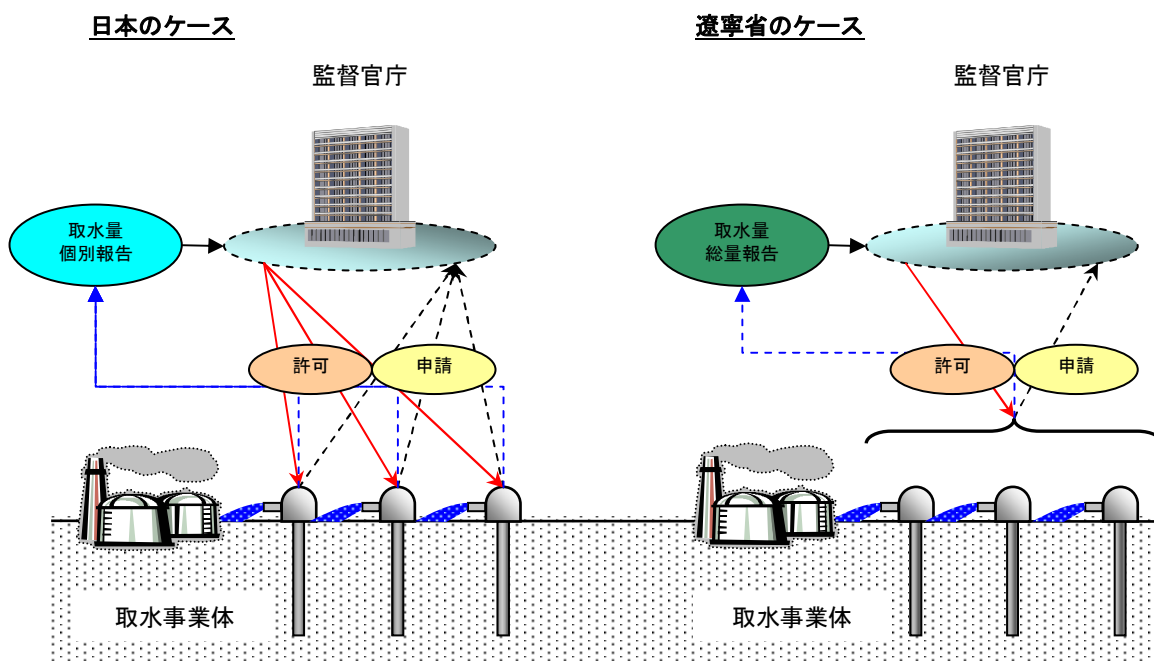 日本のケース
監督官庁
取水量
個別報告
許可
申請
取水事業体
遼寧省のケース
監督官庁
取水量
総量報告
許可
申請
取水事業体